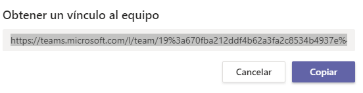 Obtener un vínculo al equipo
https://teams.microsoft.com/l/team/19%3a670fba212ddf4b62a3fa2c8534b4937e%
Cancelar
Copiar